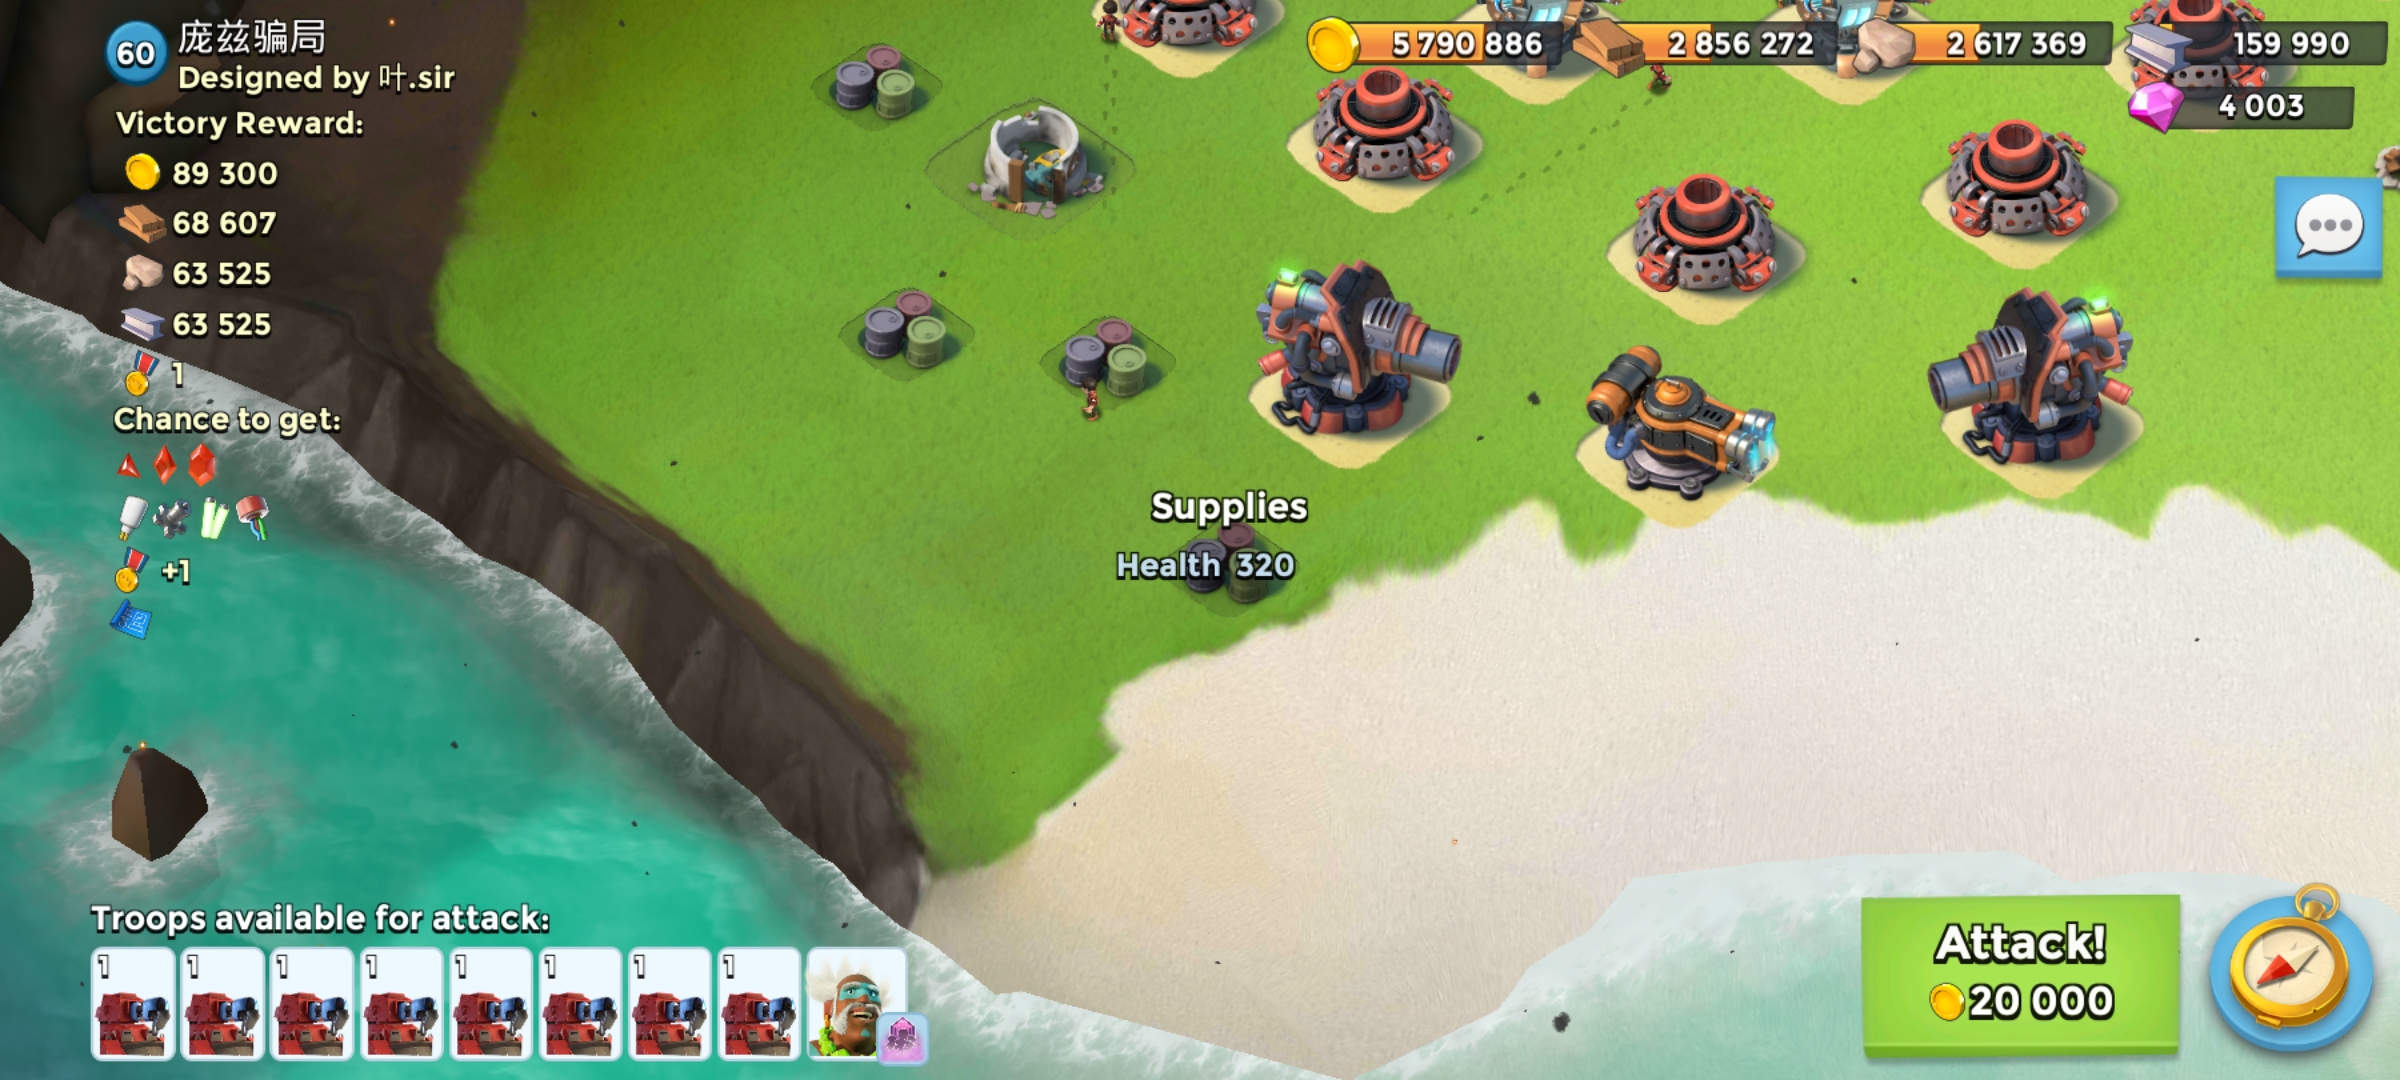 60
庞兹骗局
Designed by 叶.sir
Victory Reward:
89 300
68 607
63 525
63 525
1
Chance to get:
+1
5 790 886
2 856 272
2 617 369
159 990
4 003
Supplies
Health 320
Troops available for attack:
1 1 1 1 1 1 1 1
Attack!
20 000